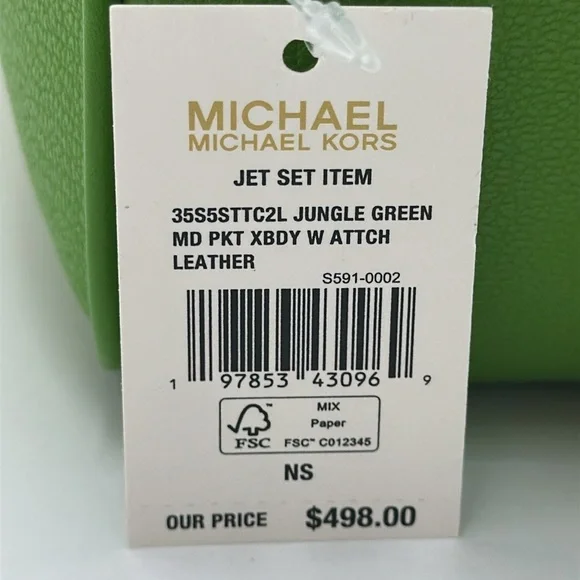 MICHAEL
MICHAEL KORS
JET SET ITEM
35S5STTC2L JUNGLE GREEN
MD PKT XBDY W ATTCH
LEATHER
S591-0002
1 97853 43096 9
FSC
MIX
Paper
FSC™ C012345
NS
OUR PRICE $498.00